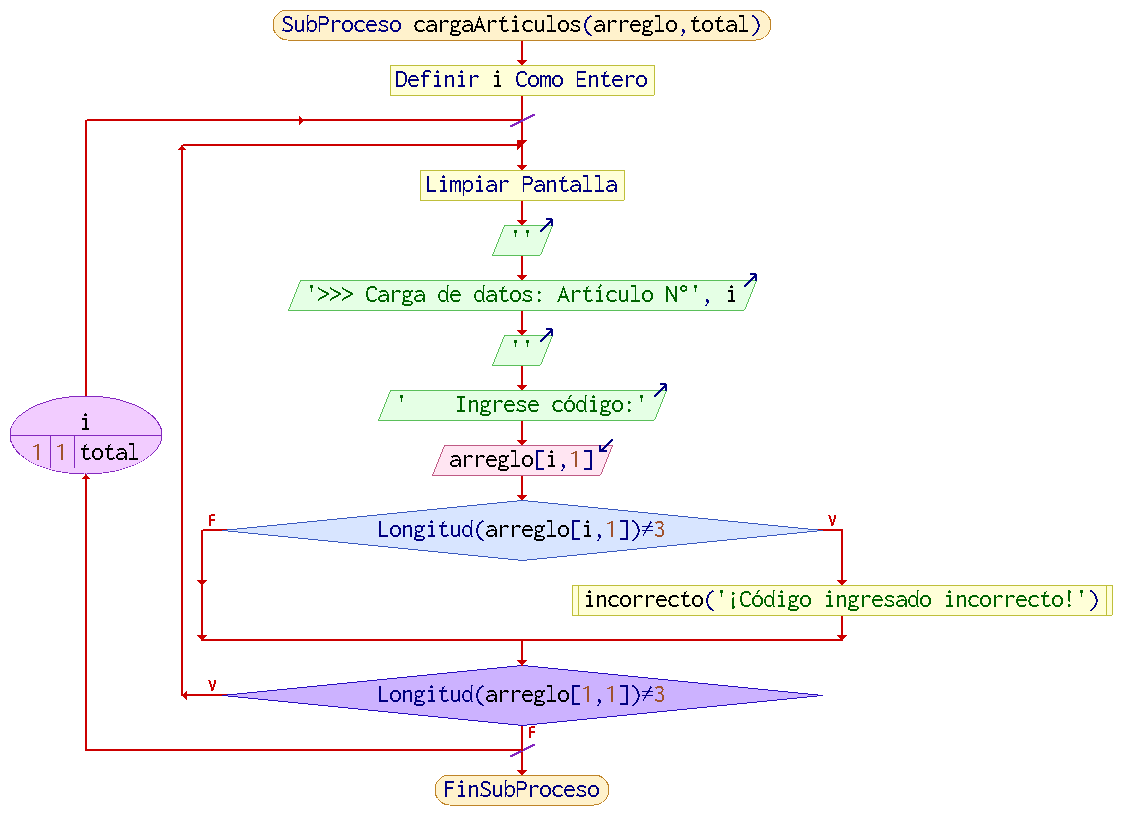 SubProceso cargaArticulos(arreglo,total)
Definir i Como Entero
Limpiar Pantalla
''
'>>> Carga de datos: Artículo N°', i
''
'    Ingrese código:'
i
1 1 total
arreglo[i,1]
F
V
Longitud(arreglo[i,1])≠3
incorrecto('¡Código ingresado incorrecto!')
V
Longitud(arreglo[1,1])≠3
F
FinSubProceso